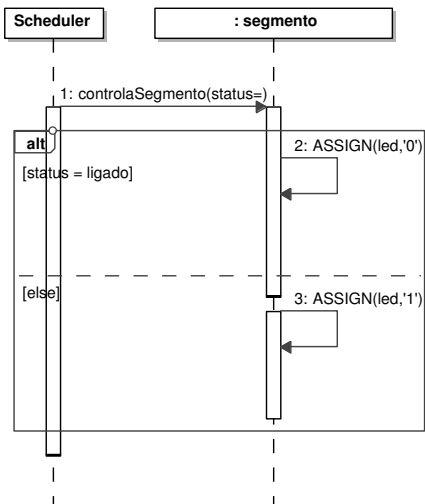 Scheduler
: segmento
1: controlaSegmento(status=)
alt
2: ASSIGN(led,'0')
[status = ligado]
[else]
3: ASSIGN(led,'1')